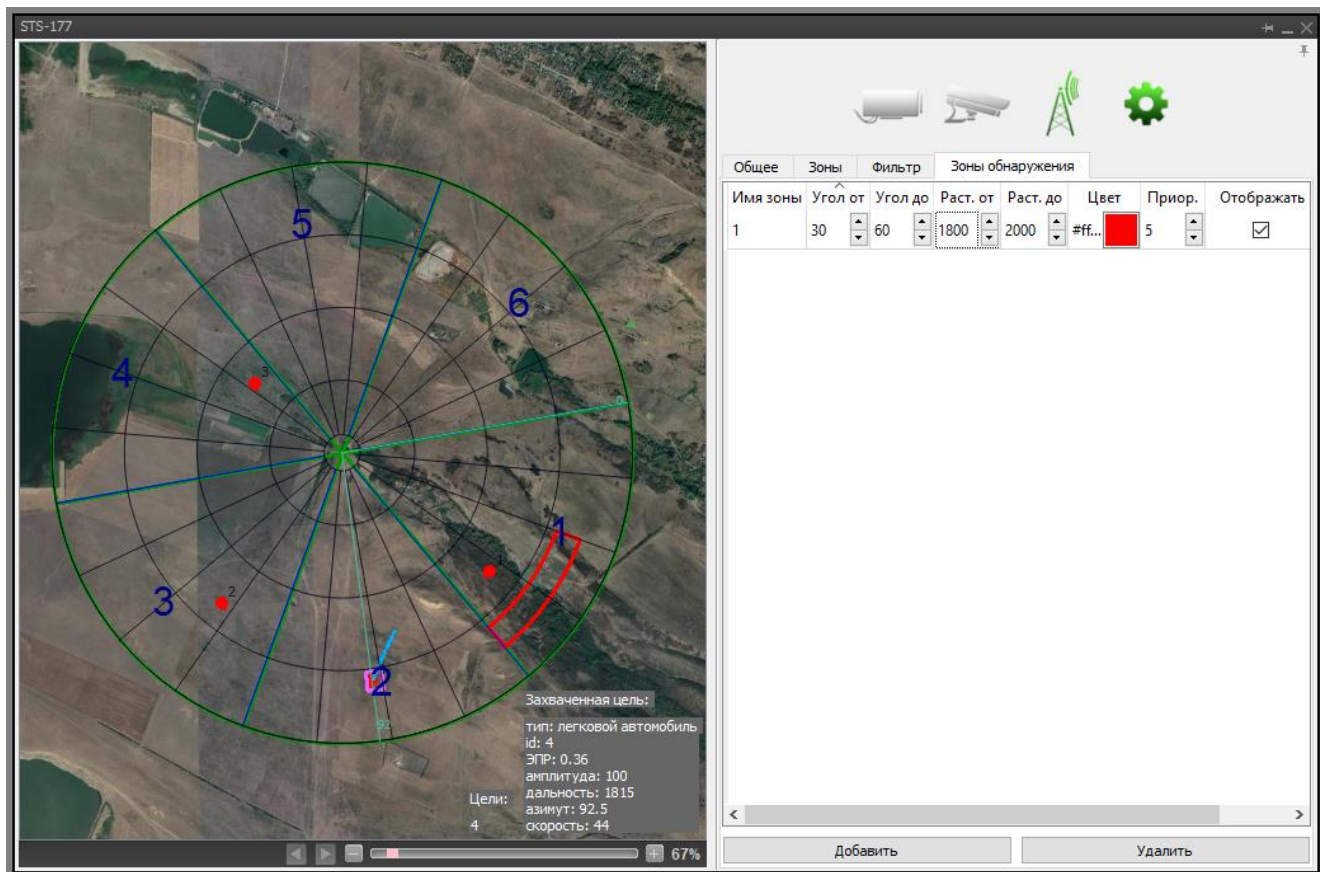 STS-177
5
6
4
3
0
1
1
3
2
2
92
Захваченная цель:
тип: легковой автомобиль
id: 4
ЭПР: 0.36
амплитуда: 100
дальность: 1815
азимут: 92.5
скорость: 44
Цели:
4
67%
Общее Зоны Фильтр Зоны обнаружения
Имя зоны Угол от Угол до Раст. от Раст. до Цвет Приор. Отображать
1 30 60 1800 2000 #ff... 5
Добавить Удалить